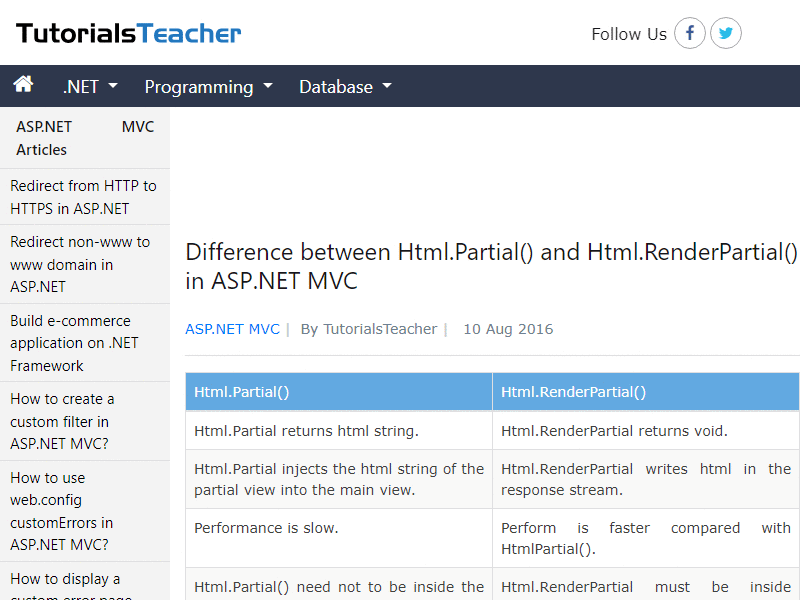 TutorialsTeacher
Follow Us
.NET
Programming
Database
ASP.NET MVC
Articles
Redirect from HTTP to
HTTPS in ASP.NET
Redirect non-www to
www domain in
ASP.NET
Build e-commerce
application on .NET
Framework
How to create a
custom filter in
ASP.NET MVC?
How to use
web.config
customErrors in
ASP.NET MVC?
How to display a
custom error page
Difference between Html.Partial() and Html.RenderPartial()
in ASP.NET MVC
ASP.NET MVC | By TutorialsTeacher | 10 Aug 2016
Html.Partial()
Html.RenderPartial()
Html.Partial returns html string.
Html.RenderPartial returns void.
Html.Partial injects the html string of the
partial view into the main view.
Html.RenderPartial writes html in the
response stream.
Performance is slow.
Perform is faster compared with
HtmlPartial().
Html.Partial() need not to be inside the
Html.RenderPartial must be inside